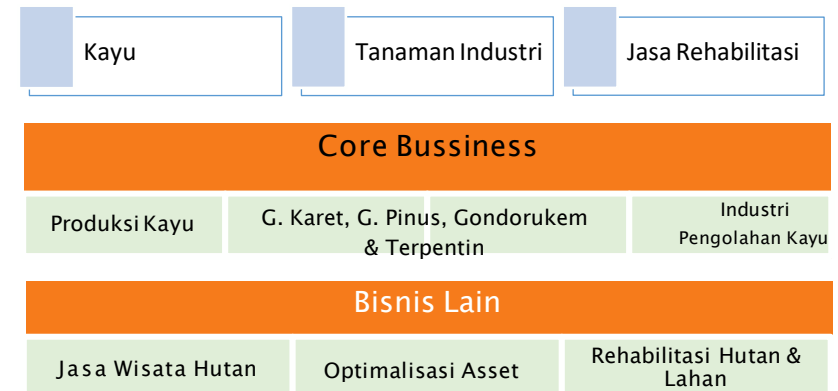 Kayu
Tanaman Industri
Jasa Rehabilitasi
Core Bussiness
Produksi Kayu
G. Karet, G. Pinus, Gondorukem
& Terpentin
Industri
Pengolahan Kayu
Bisnis Lain
Jasa Wisata Hutan
Optimalisasi Asset
Rehabilitasi Hutan &
Lahan